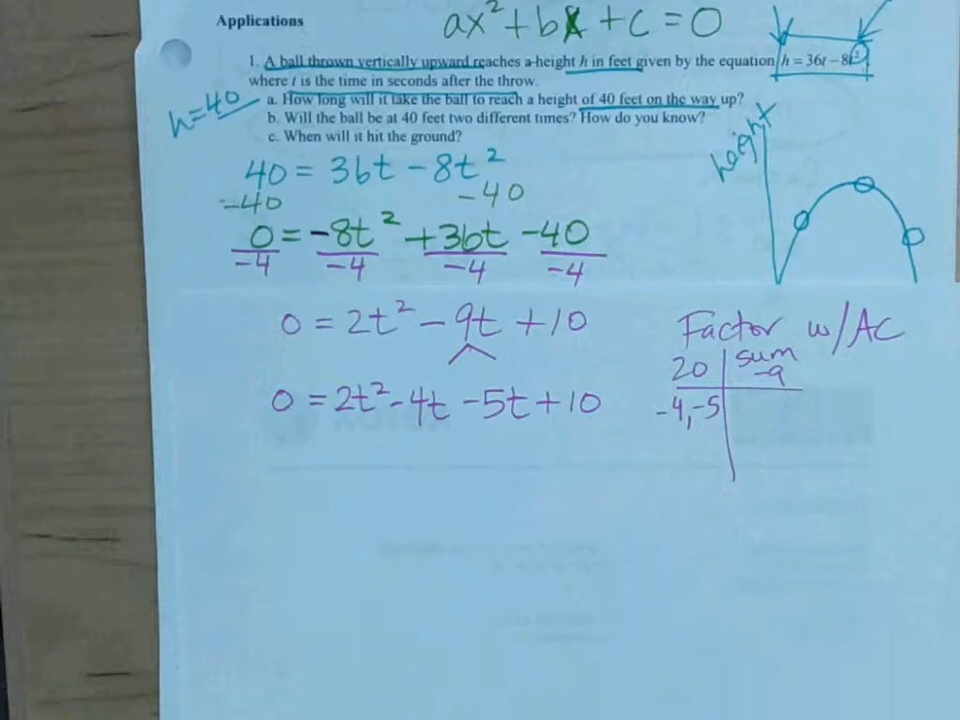 Applications
ax² + bx + c = 0
1. A ball thrown vertically upward reaches a height h in feet given by the equation h = 36t – 8t²
where t is the time in seconds after the throw.
a. How long will it take the ball to reach a height of 40 feet on the way up?
b. Will the ball be at 40 feet two different times? How do you know?
c. When will it hit the ground?
h=40
height
40 = 36t - 8t²
-40 -40
0 = -8t² + 36t - 40
-4 -4 -4 -4
0 = 2t² - 9t + 10
0 = 2t² - 4t - 5t + 10
Factor w/AC
20 sum -9
-4,-5